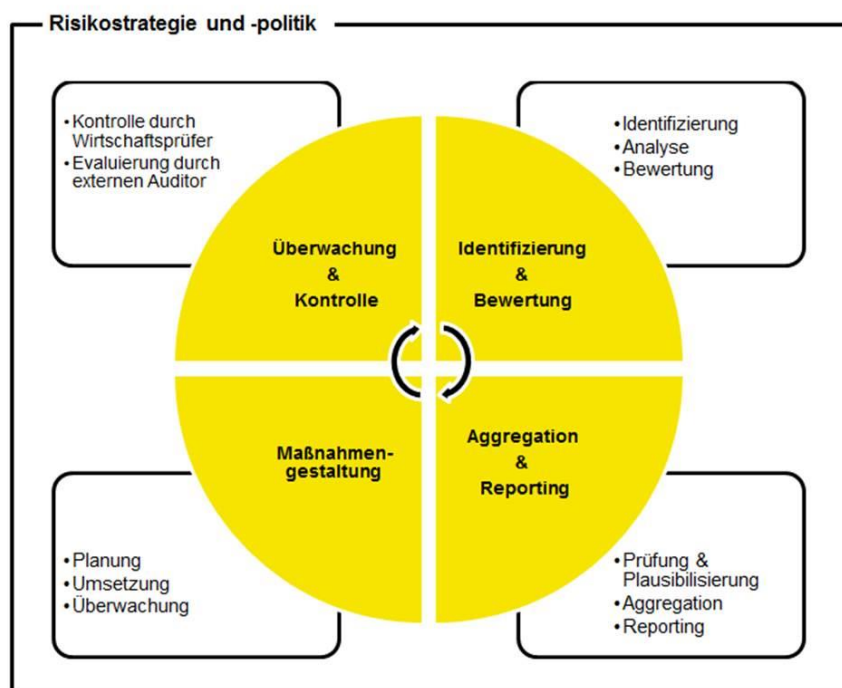 Risikostrategie und -politik
• Kontrolle durch
Wirtschaftsprüfer
• Evaluierung durch
externen Auditor
• Identifizierung
• Analyse
• Bewertung
Überwachung
&
Kontrolle
Identifizierung
&
Bewertung
Maßnahmen-
gestaltung
Aggregation
&
Reporting
• Planung
• Umsetzung
• Überwachung
• Prüfung &
Plausibilisierung
• Aggregation
• Reporting